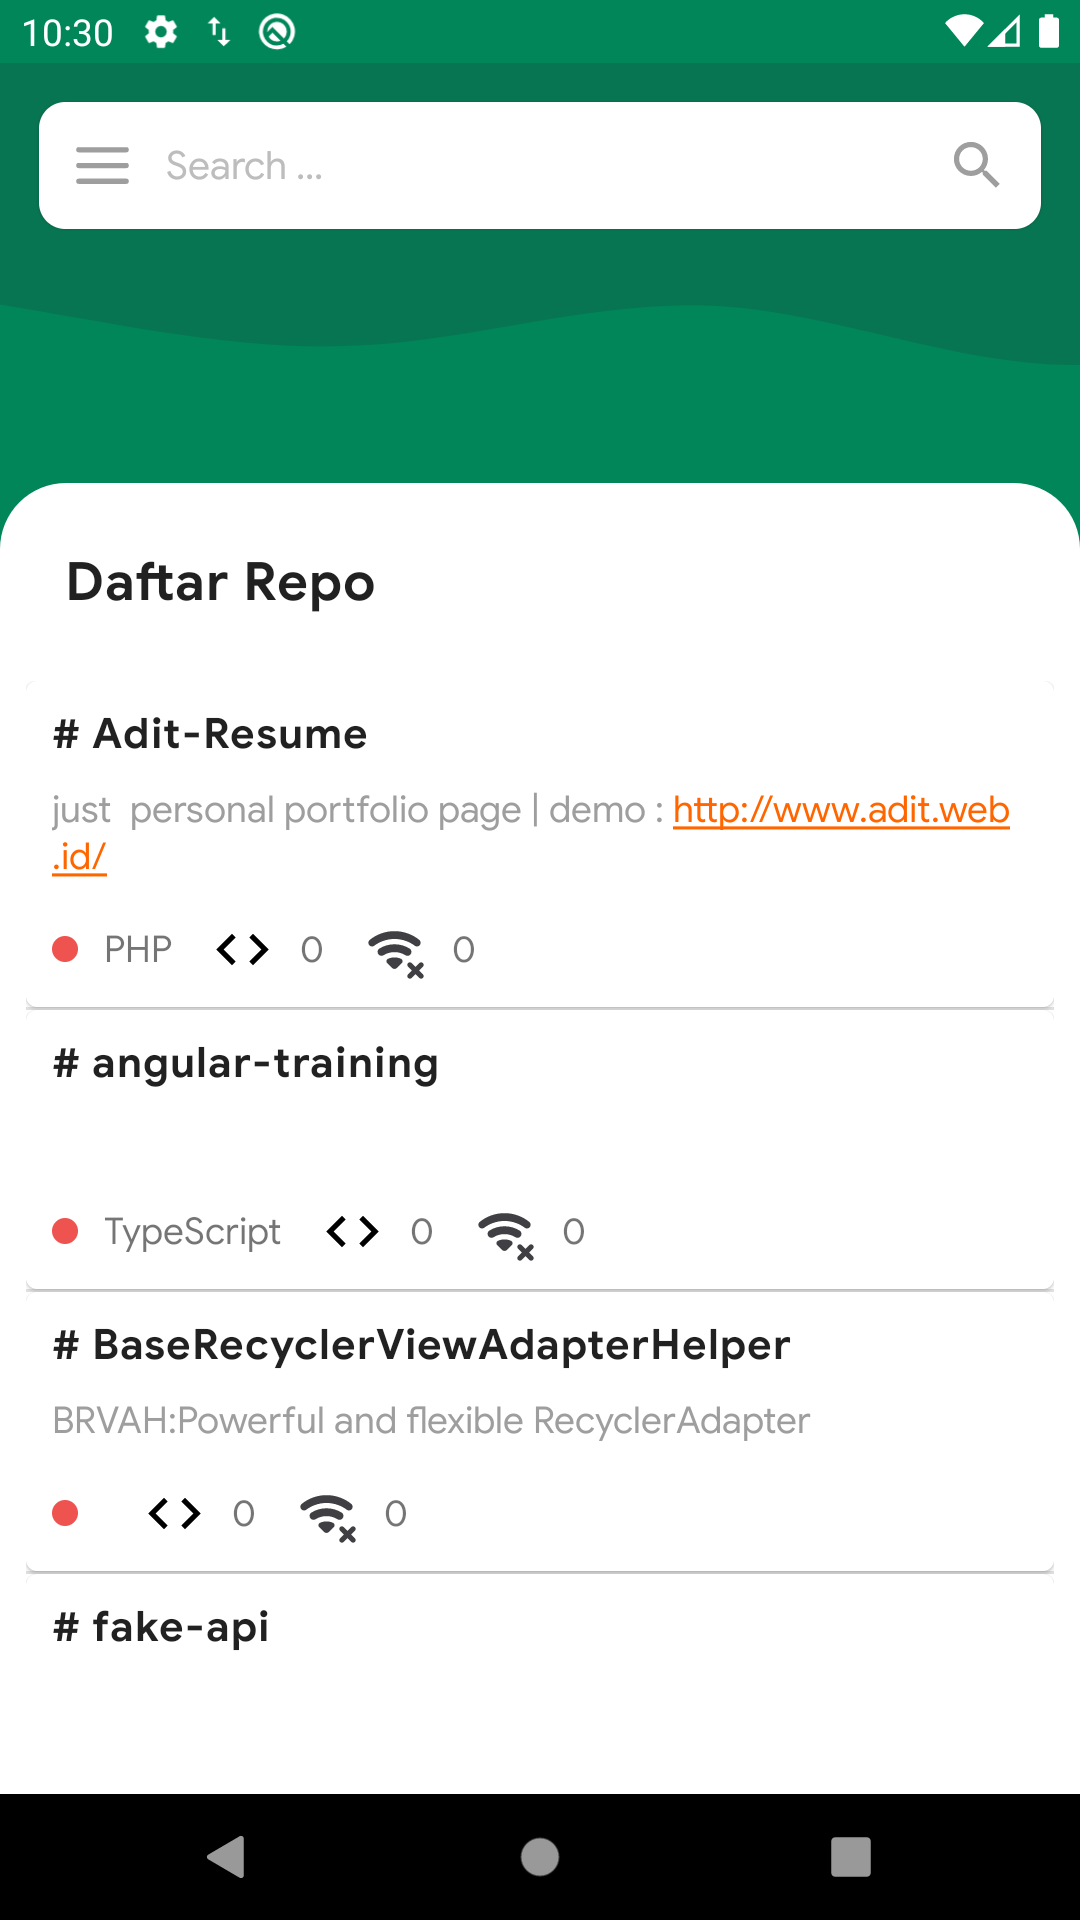 10:30
Search ...
Daftar Repo
# Adit-Resume
just  personal portfolio page | demo : http://www.adit.web
.id/
PHP 0 0
# angular-training
TypeScript 0 0
# BaseRecyclerViewAdapterHelper
BRVAH:Powerful and flexible RecyclerAdapter
0 0
# fake-api